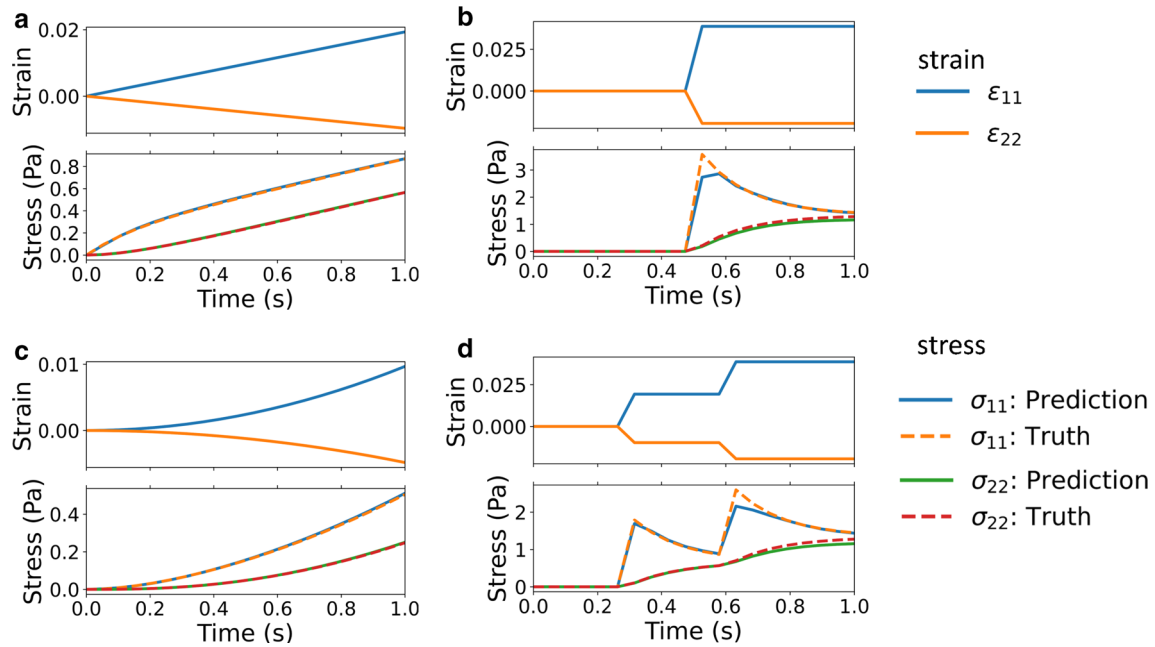 a
0.02
0.00
Strain
0.8
0.6
0.4
0.2
0.0
Stress (Pa)
0.0 0.2 0.4 0.6 0.8 1.0
Time (s)
b
0.025
0.000
Strain
3
2
1
0
Stress (Pa)
0.0 0.2 0.4 0.6 0.8 1.0
Time (s)
strain
ε11
ε22
c
0.01
0.00
Strain
0.4
0.2
0.0
Stress (Pa)
0.0 0.2 0.4 0.6 0.8 1.0
Time (s)
d
0.025
0.000
Strain
2
1
0
Stress (Pa)
0.0 0.2 0.4 0.6 0.8 1.0
Time (s)
stress
σ11: Prediction
σ11: Truth
σ22: Prediction
σ22: Truth